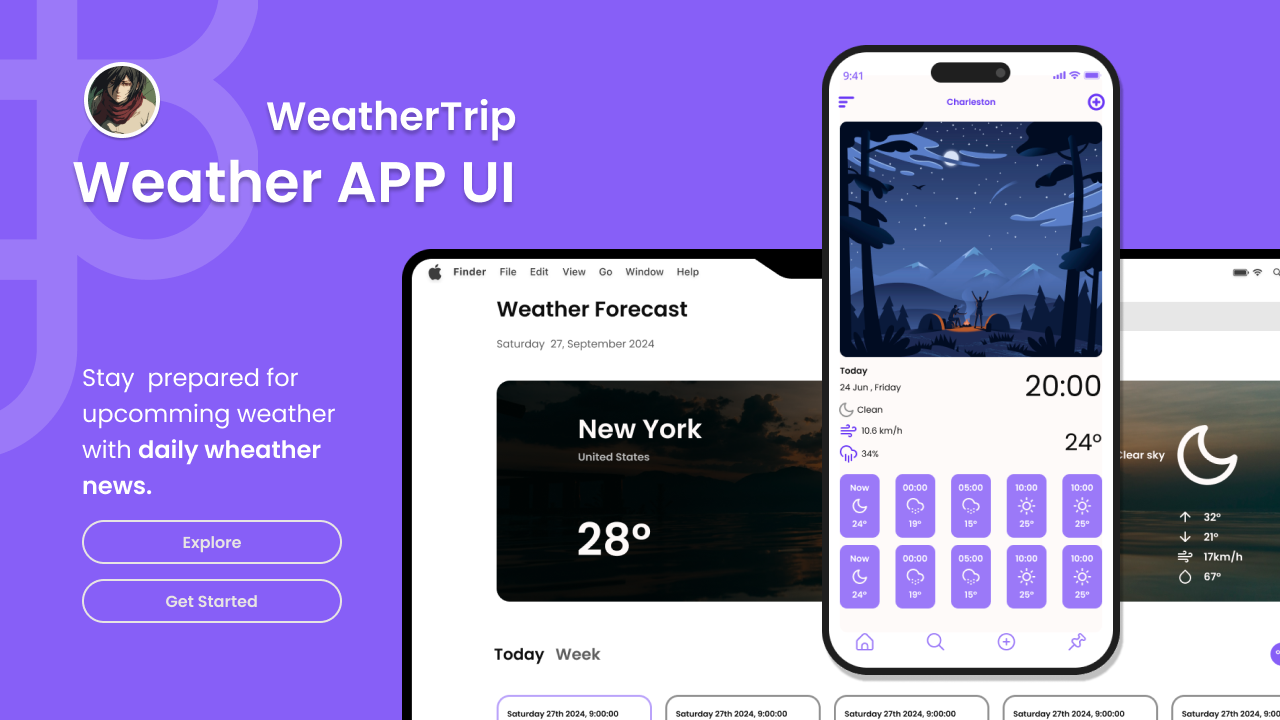 WeatherTrip
Weather APP UI
Stay prepared for
upcomming weather
with daily wheather
news.
Explore
Get Started
Finder File Edit View Go Window Help
Weather Forecast
Saturday 27, September 2024
New York
United States
28°
Clear sky
32°
21°
17km/h
67°
Today Week
Saturday 27th 2024, 9:00:00
Saturday 27th 2024, 9:00:00
Saturday 27th 2024, 9:00:00
Saturday 27th 2024, 9:00:00
Saturday 27th 2024, 9:00:00
9:41
Charleston
Today
24 Jun , Friday
20:00
Clean
10.6 km/h
34%
24°
Now 00:00 05:00 10:00 10:00
24° 19° 15° 25° 25°
Now 00:00 05:00 10:00 10:00
24° 19° 15° 25° 25°